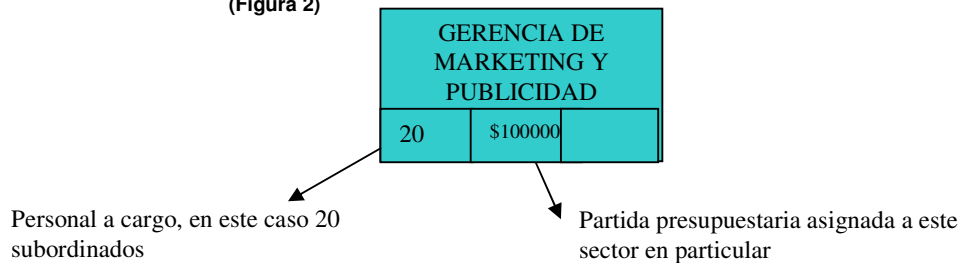 (Figura 2)
GERENCIA DE
MARKETING Y
PUBLICIDAD
20
$100000
Personal a cargo, en este caso 20
subordinados
Partida presupuestaria asignada a este
sector en particular